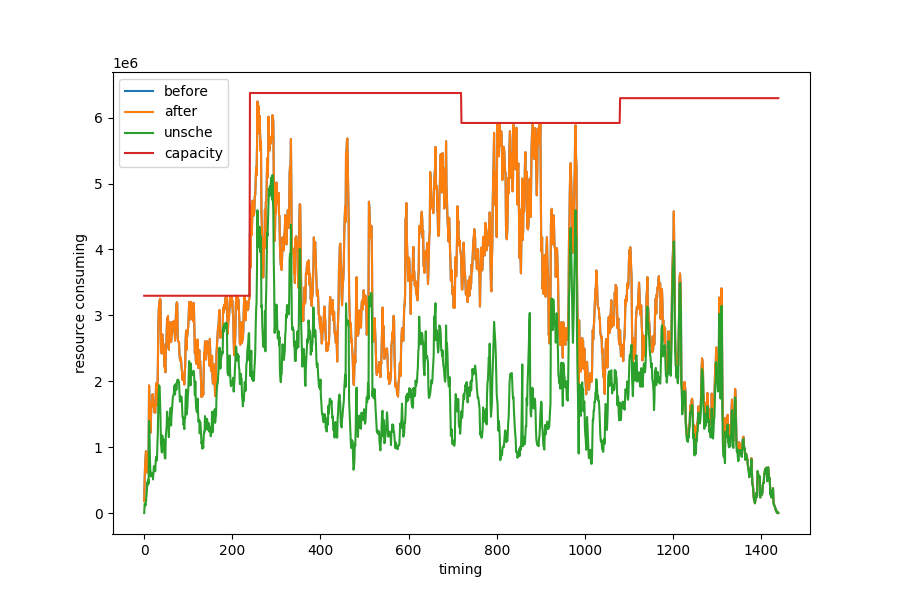 1e6
before
after
unsche
capacity
6
5
4
3
2
1
0
resource consuming
0 200 400 600 800 1000 1200 1400
timing